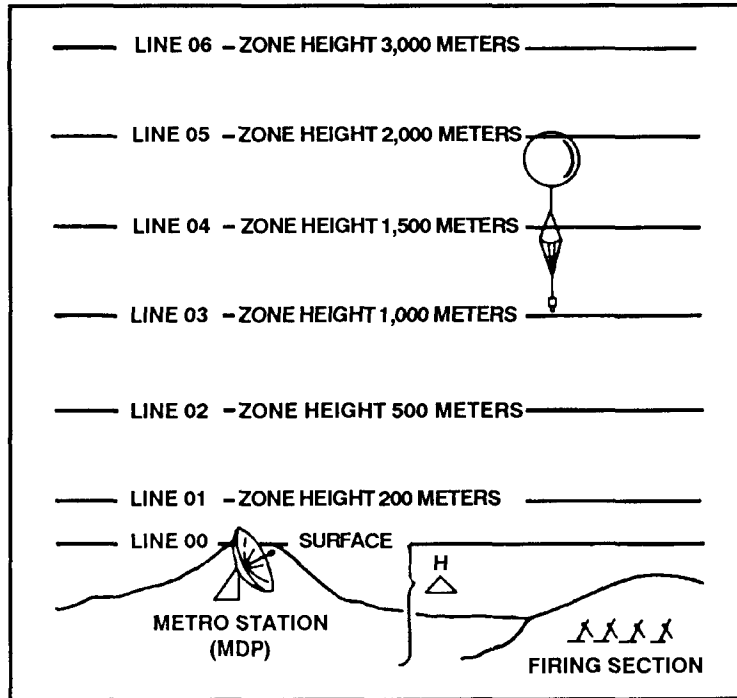 LINE 06 - ZONE HEIGHT 3,000 METERS
LINE 05 - ZONE HEIGHT 2,000 METERS
LINE 04 - ZONE HEIGHT 1,500 METERS
LINE 03 - ZONE HEIGHT 1,000 METERS
LINE 02 - ZONE HEIGHT 500 METERS
LINE 01 - ZONE HEIGHT 200 METERS
LINE 00 SURFACE
H
METRO STATION
(MDP)
FIRING SECTION